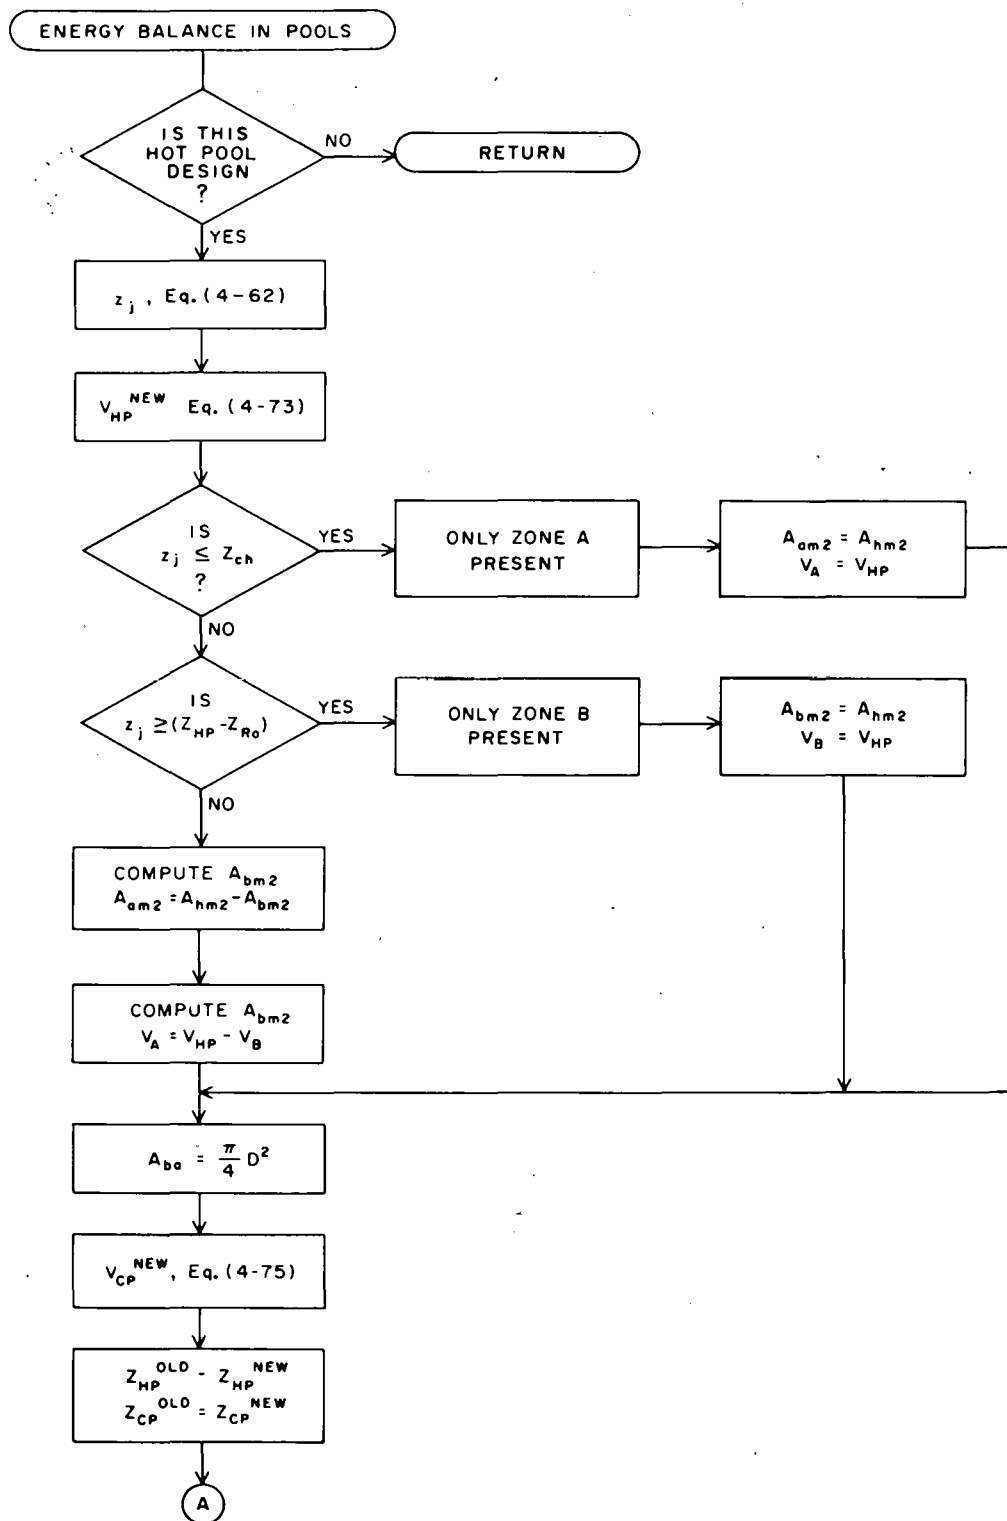 ENERGY BALANCE IN POOLS
IS THIS
HOT POOL
DESIGN
?
NO
RETURN
YES
z_j , Eq. (4-62)
V_HP^NEW Eq. (4-73)
IS
z_j ≤ Z_ch
?
YES
ONLY ZONE A
PRESENT
A_am2 = A_hm2
V_A = V_HP
NO
IS
z_j ≥ (Z_HP - Z_Ro)
YES
ONLY ZONE B
PRESENT
A_bm2 = A_hm2
V_B = V_HP
NO
COMPUTE A_bm2
A_am2 = A_hm2 - A_bm2
COMPUTE A_bm2
V_A = V_HP - V_B
A_ba = π/4 D²
V_CP^NEW, Eq. (4-75)
Z_HP^OLD - Z_HP^NEW
Z_CP^OLD = Z_CP^NEW
A